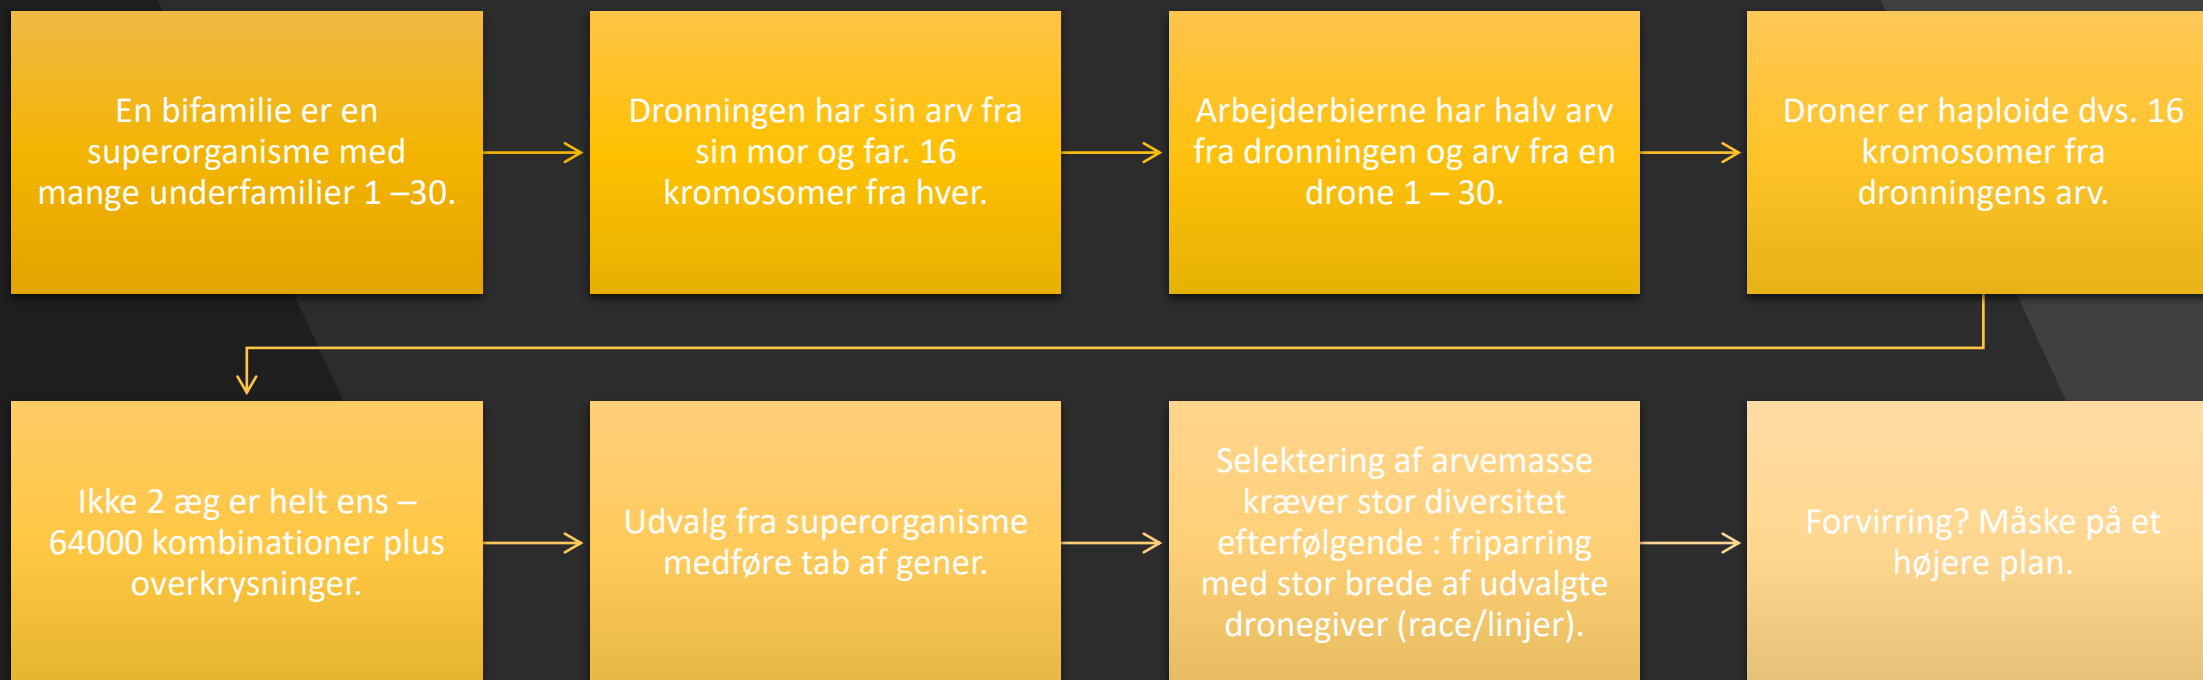 En bifamilie er en
superorganisme med
mange underfamilier 1 –30.
Dronningen har sin arv fra
sin mor og far. 16
kromosomer fra hver.
Arbejderbierne har halv arv
fra dronningen og arv fra en
drone 1 – 30.
Droner er haploide dvs. 16
kromosomer fra
dronningens arv.
Ikke 2 æg er helt ens –
64000 kombinationer plus
overkrysninger.
Udvalg fra superorganisme
medføre tab af gener.
Selektering af arvemasse
kræver stor diversitet
efterfølgende : friparring
med stor brede af udvalgte
dronegiver (race/linjer).
Forvirring? Måske på et
højere plan.